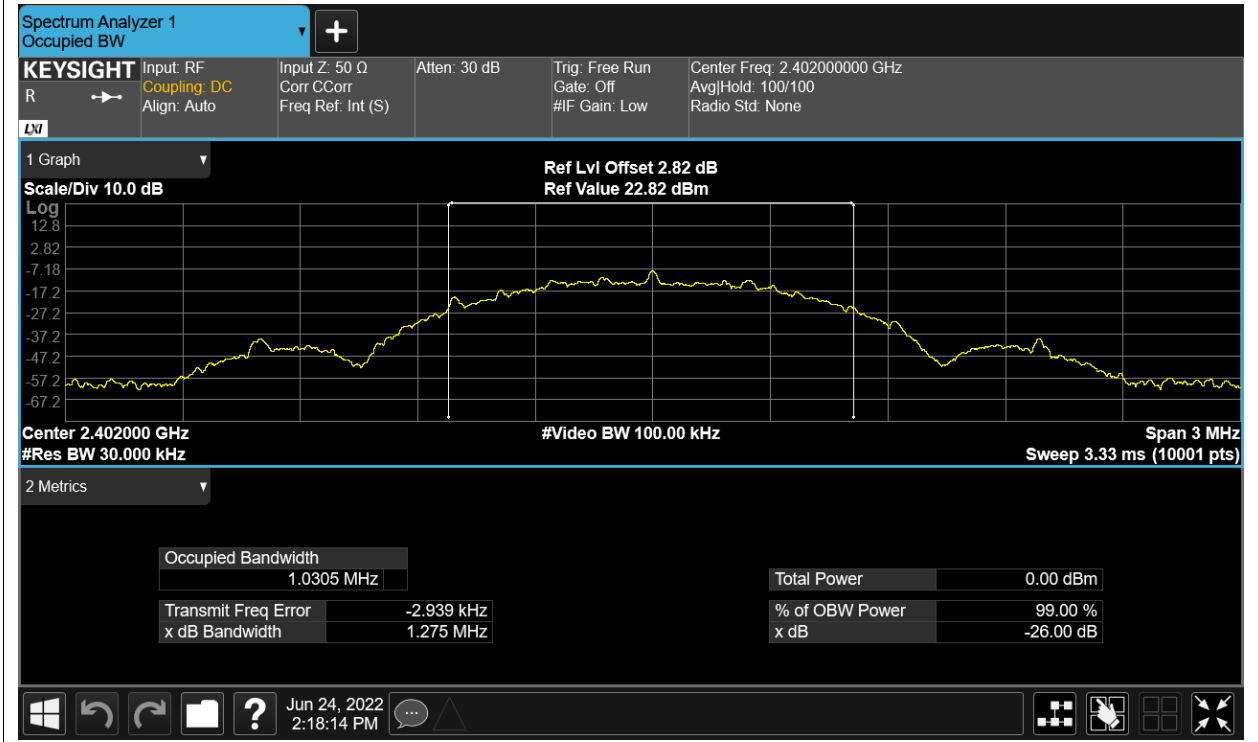 Spectrum Analyzer 1
Occupied BW
KEYSIGHT Input: RF Input Z: 50 Ω Atten: 30 dB Trig: Free Run Center Freq: 2.402000000 GHz
R Coupling: DC Corr CCorr Gate: Off Avg|Hold: 100/100
Align: Auto Freq Ref: Int (S) #IF Gain: Low Radio Std: None
LXI
1 Graph
Ref Lvl Offset 2.82 dB
Scale/Div 10.0 dB Ref Value 22.82 dBm
Log
12.8
2.82
-7.18
-17.2
-27.2
-37.2
-47.2
-57.2
-67.2
Center 2.402000 GHz #Video BW 100.00 kHz Span 3 MHz
#Res BW 30.000 kHz Sweep 3.33 ms (10001 pts)
2 Metrics
Occupied Bandwidth
1.0305 MHz Total Power 0.00 dBm
Transmit Freq Error -2.939 kHz % of OBW Power 99.00 %
x dB Bandwidth 1.275 MHz x dB -26.00 dB
? Jun 24, 2022
2:18:14 PM